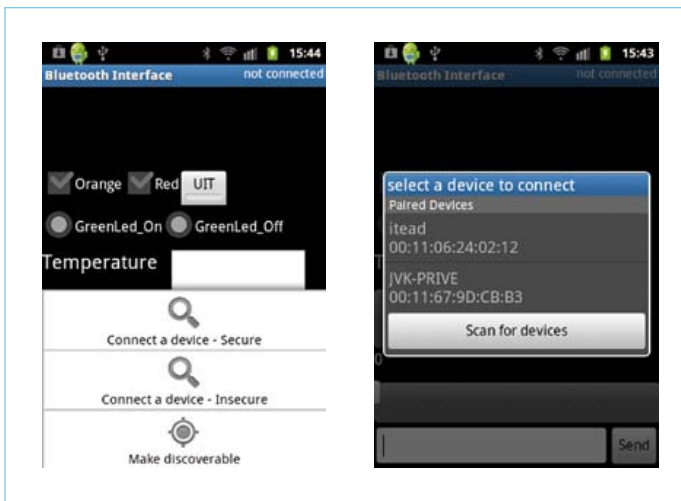 15:44
Bluetooth Interface not connected
Orange Red UIT
GreenLed_On GreenLed_Off
Temperature
Connect a device - Secure
Connect a device - Insecure
Make discoverable
15:43
Bluetooth Interface not connected
select a device to connect
Paired Devices
itead
00:11:06:24:02:12
JVK-PRIVE
00:11:67:9D:CB:B3
Scan for devices
Send